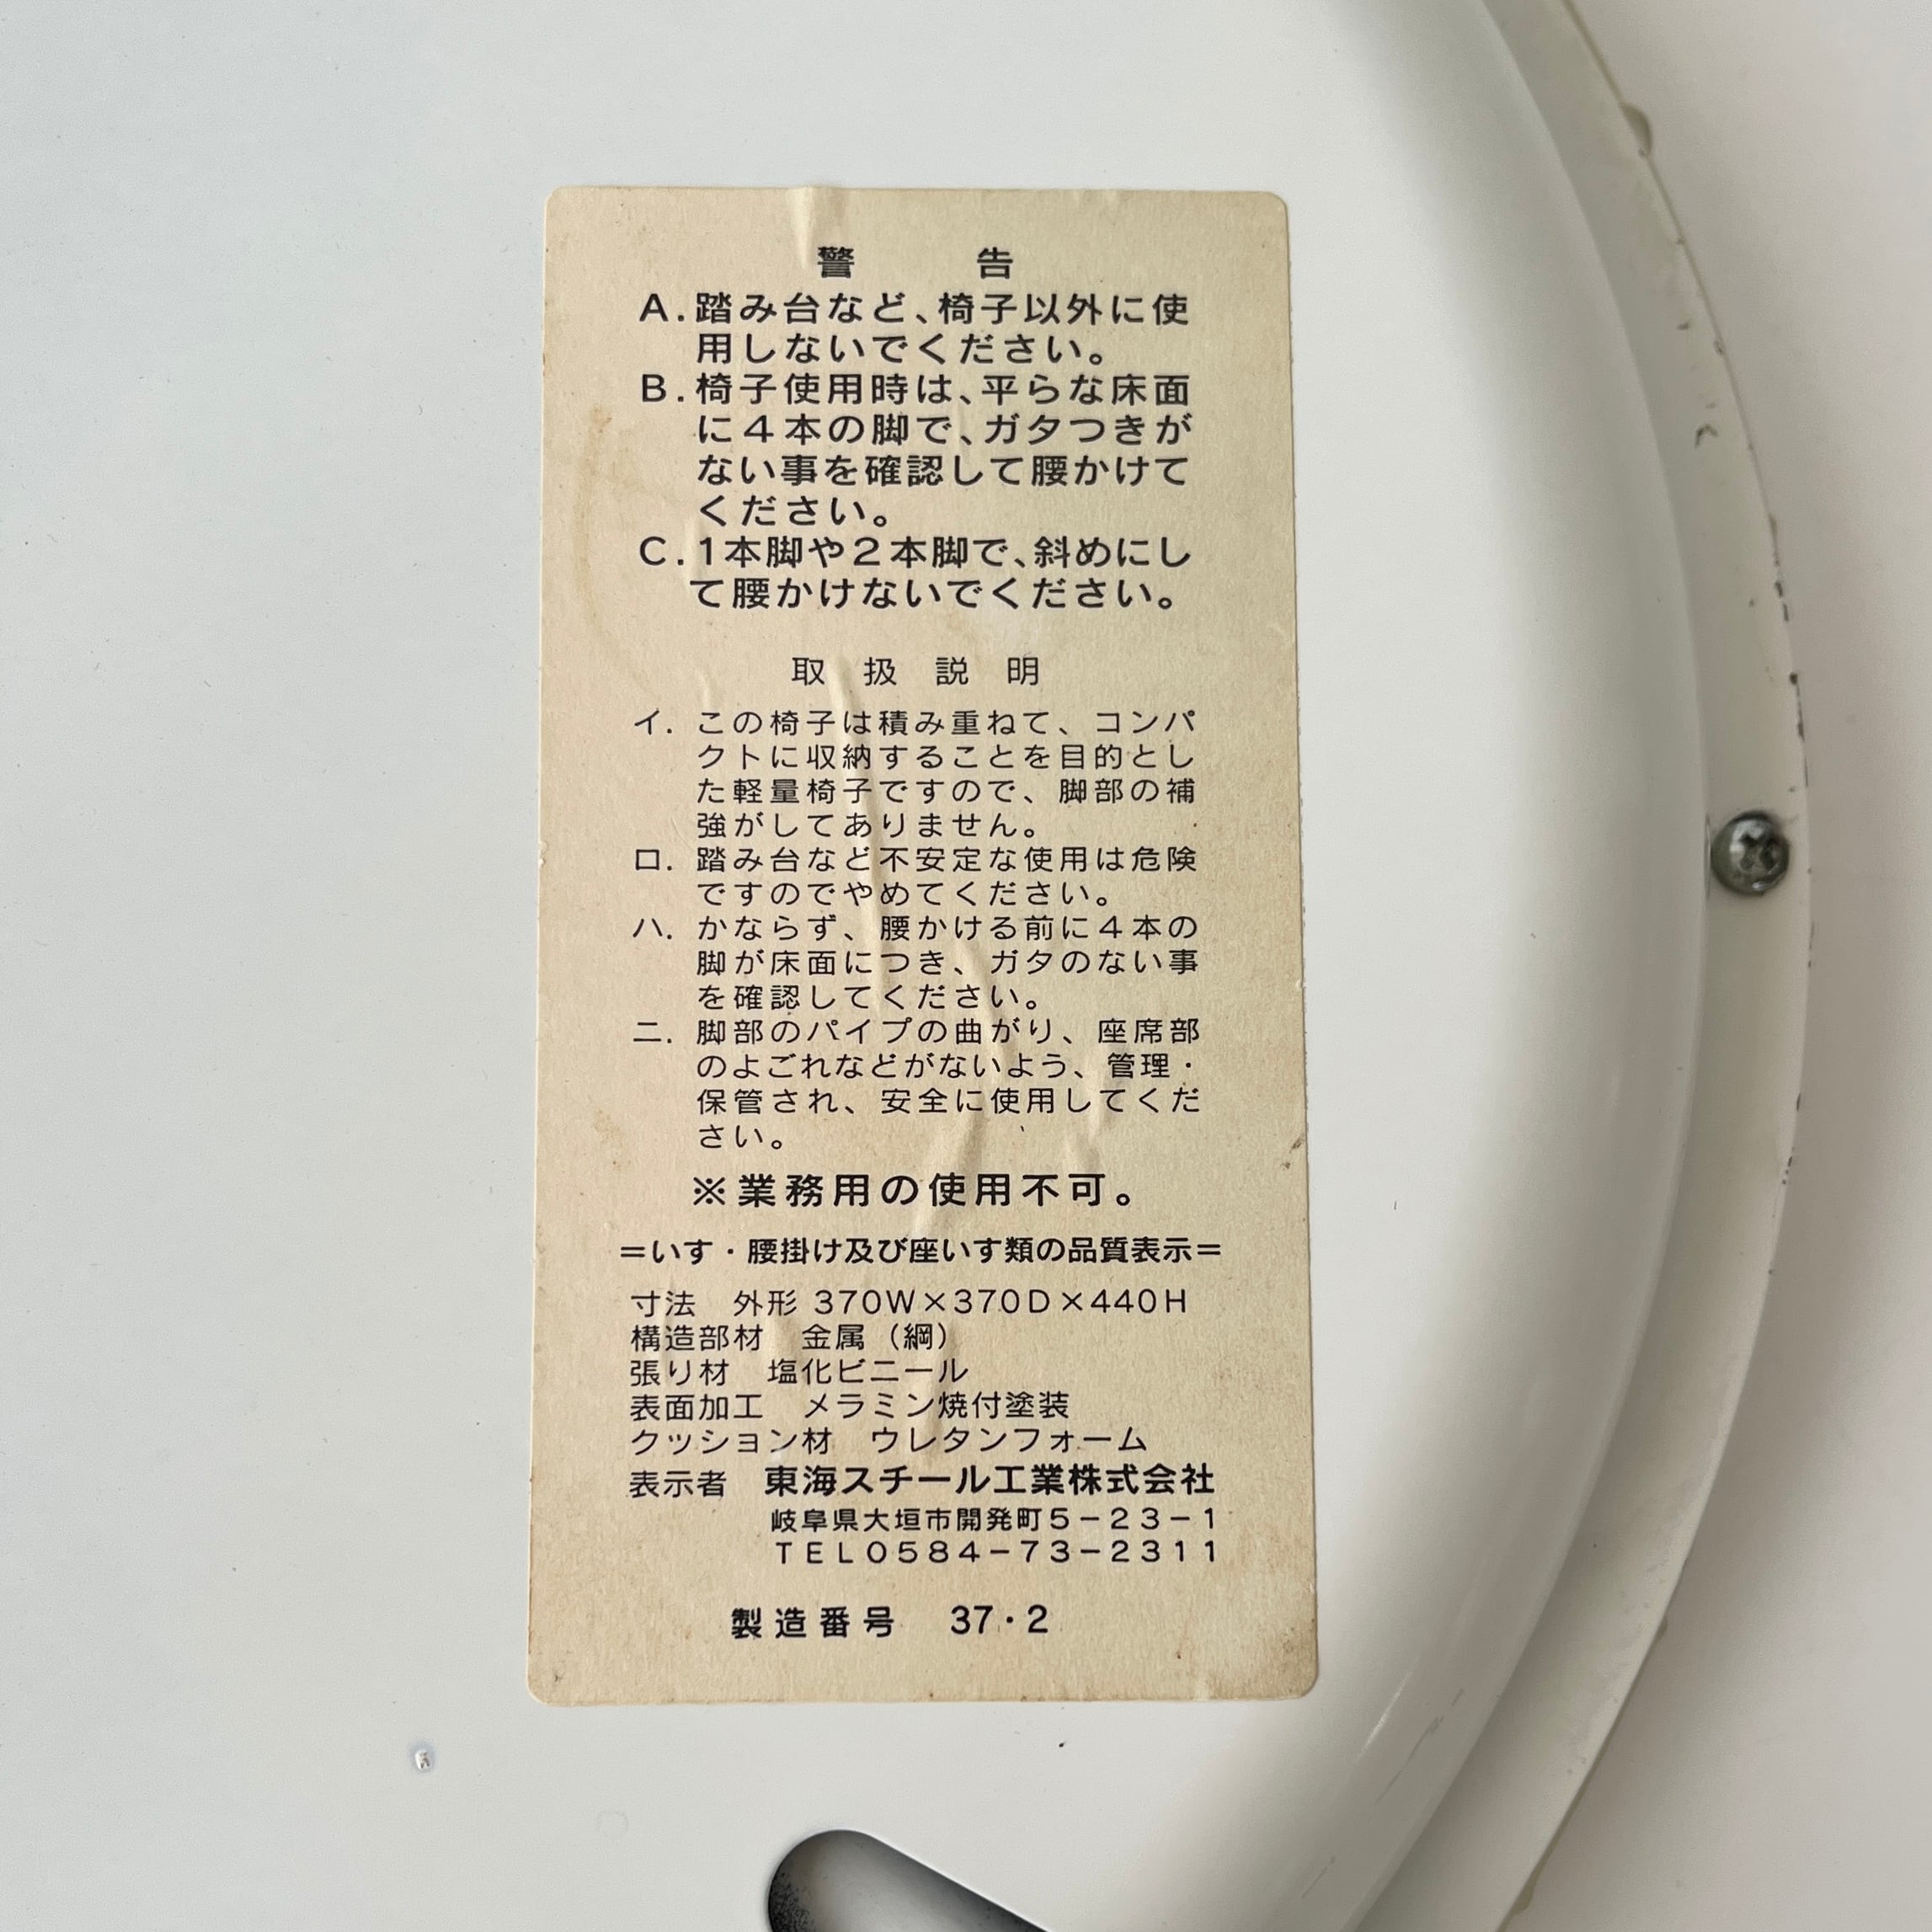 警 告
A.踏み台など、椅子以外に使
用しないでください。
B.椅子使用時は、平らな床面
に4本の脚で、ガタつきが
ない事を確認して腰かけて
ください。
C.1本脚や2本脚で、斜めにし
て腰かけないでください。
取 扱 説 明
イ. この椅子は積み重ねて、コンパ
クトに収納することを目的とし
た軽量椅子ですので、脚部の補
強がしてありません。
ロ. 踏み台など不安定な使用は危険
ですのでやめてください。
ハ. かならず、腰かける前に4本の
脚が床面につき、ガタのない事
を確認してください。
ニ. 脚部のパイプの曲がり、座席部
のよごれなどがないよう、管理・
保管され、安全に使用してくだ
さい。
※業務用の使用不可。
=いす・腰掛け及び座いす類の品質表示=
寸法 外形 370W×370D×440H
構造部材 金属(綱)
張り材 塩化ビニール
表面加工 メラミン焼付塗装
クッション材 ウレタンフォーム
表示者 東海スチール工業株式会社
岐阜県大垣市開発町5-23-1
TEL0584-73-2311
製造番号 37・2